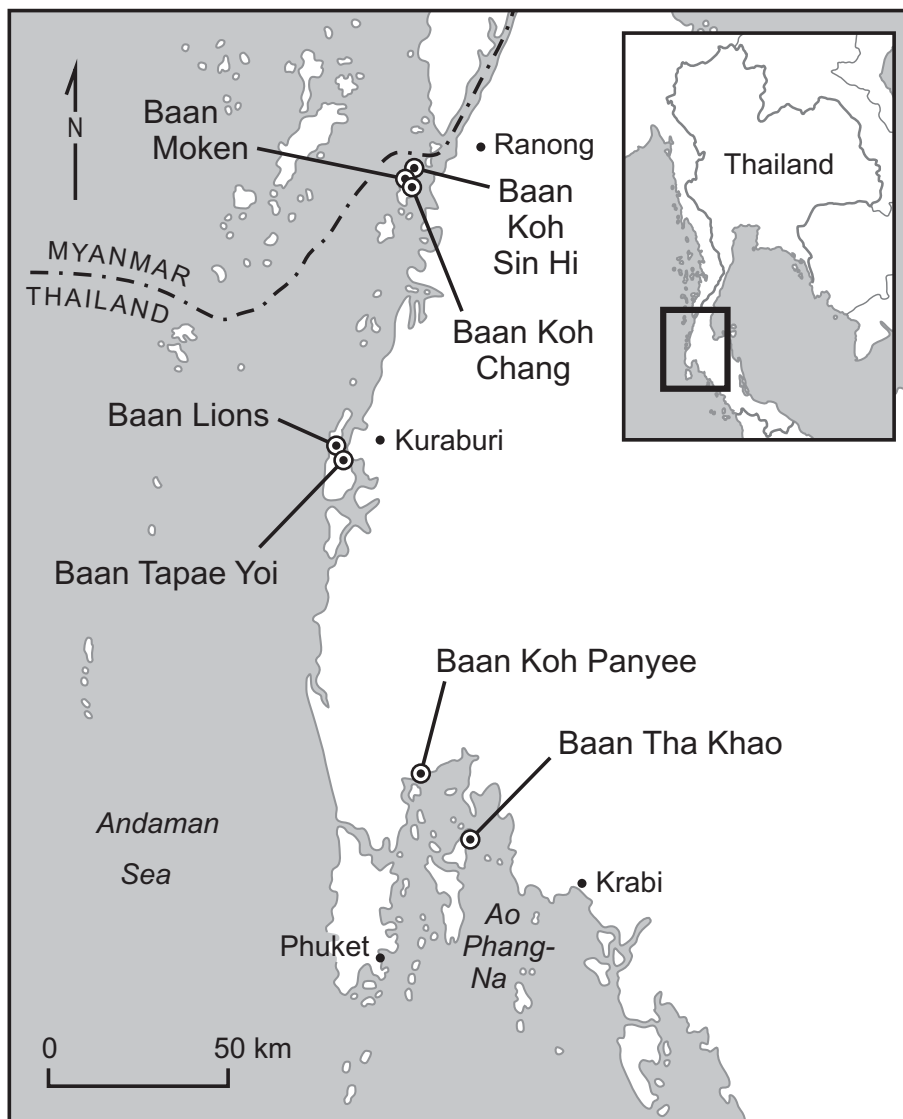 N
Baan
Moken
Ranong
Baan
Koh
Sin Hi
Thailand
MYANMAR
THAILAND
Baan Koh
Chang
Baan Lions
Kuraburi
Baan Tapae Yoi
Baan Koh Panyee
Baan Tha Khao
Andaman
Sea
Krabi
Ao
Phang-
Na
Phuket
0 50 km